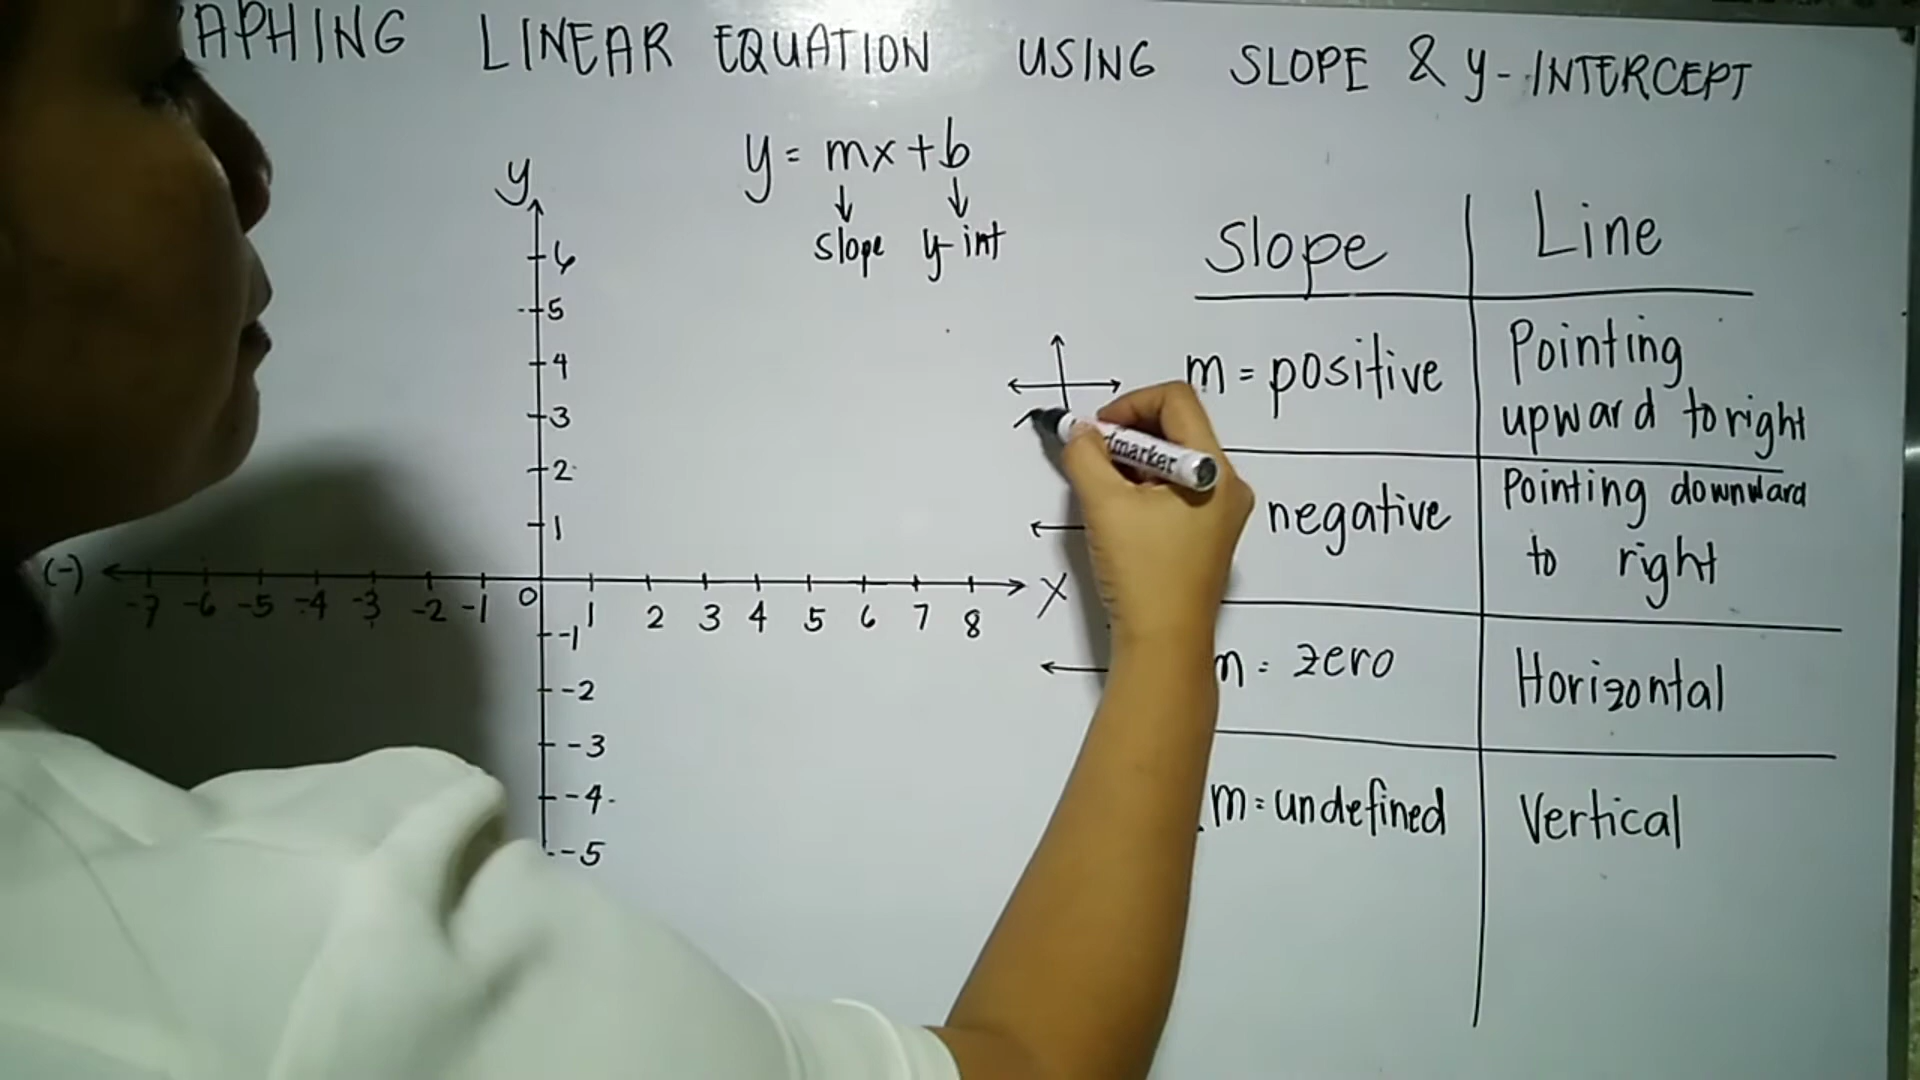 APHING LINEAR EQUATION USING SLOPE & y-INTERCEPT
y = mx + b
slope y-int
y
6
5
4
3
2
1
(-) -7 -6 -5 -4 -3 -2 -1 0 1 2 3 4 5 6 7 8 X
-1
-2
-3
-4
-5
Slope Line
m = positive Pointing upward to right
negative Pointing downward to right
m = zero Horizontal
m = undefined Vertical
dmarker